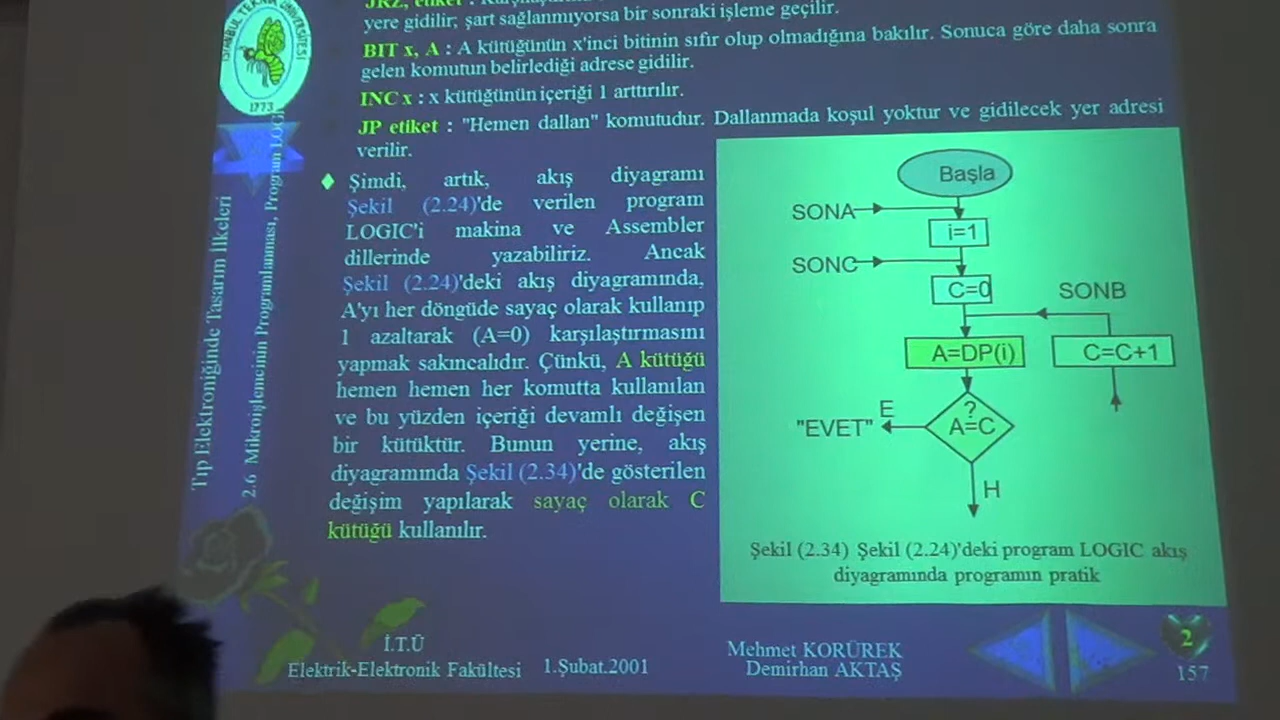 JRZ, etiket :
yere gidilir; şart sağlanmıyorsa bir sonraki işleme geçilir.
BIT x, A : A kütüğünün x'inci bitinin sıfır olup olmadığına bakılır. Sonuca göre daha sonra
gelen komutun belirlediği adrese gidilir.
INC x : x kütüğünün içeriği 1 arttırılır.
JP etiket : "Hemen dallan" komutudur. Dallanmada koşul yoktur ve gidilecek yer adresi
verilir.
Şimdi, artık, akış diyagramı
Şekil (2.24)'de verilen program
LOGIC'i makina ve Assembler
dillerinde yazabiliriz. Ancak
Şekil (2.24)'deki akış diyagramında,
A'yı her döngüde sayaç olarak kullanıp
1 azaltarak (A=0) karşılaştırmasını
yapmak sakıncalıdır. Çünkü, A kütüğü
hemen hemen her komutta kullanılan
ve bu yüzden içeriği devamlı değişen
bir kütüktür. Bunun yerine, akış
diyagramında Şekil (2.34)'de gösterilen
değişim yapılarak sayaç olarak C
kütüğü kullanılır.
Başla
SONA
i=1
SONC
C=0
SONB
A=DP(i)
C=C+1
?
A=C
E
"EVET"
H
Şekil (2.34) Şekil (2.24)'deki program LOGIC akış
diyagramında programın pratik
İSTANBUL TEKNİK ÜNİVERSİTESİ
1773
Tıp Elektroniğinde Tasarım İlkeleri
2.6 Mikroişlemcinin Programlanması, Program LOGI
İ.T.Ü
Elektrik-Elektronik Fakültesi
1.Şubat.2001
Mehmet KORÜREK
Demirhan AKTAŞ
2
157